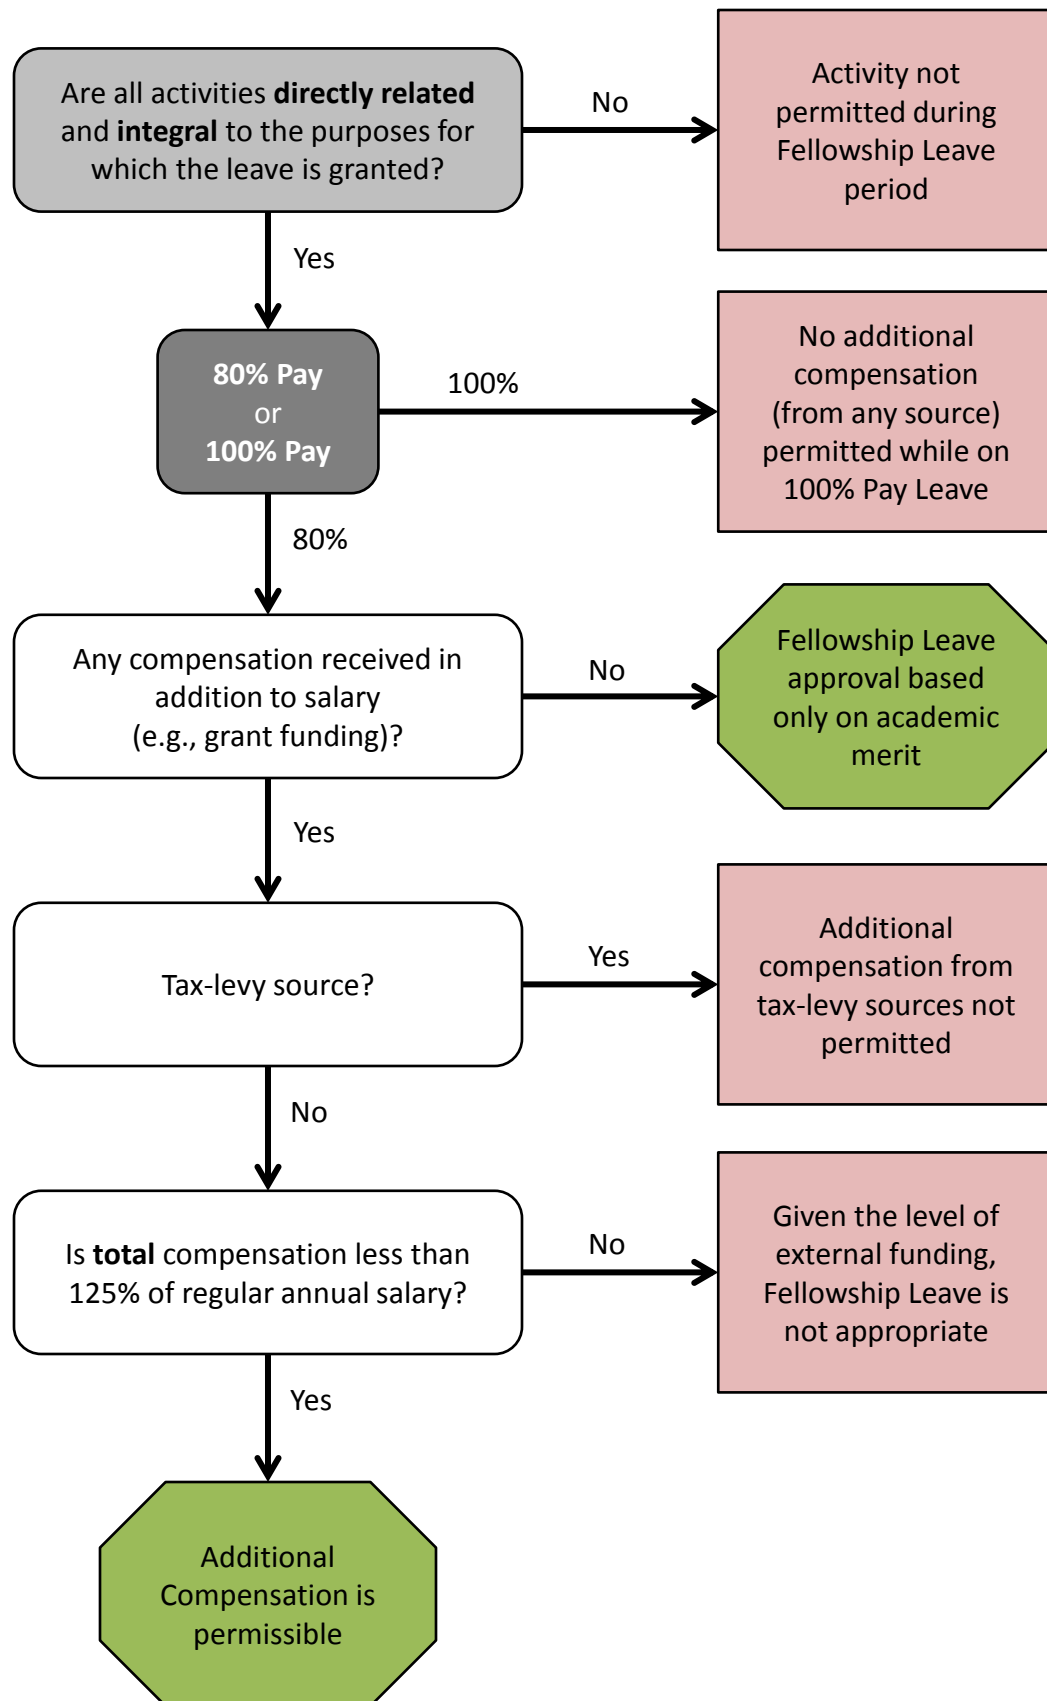 Are all activities directly related
and integral to the purposes for
which the leave is granted?
No
Activity not
permitted during
Fellowship Leave
period
Yes
80% Pay
or
100% Pay
100%
No additional
compensation
(from any source)
permitted while on
100% Pay Leave
80%
Any compensation received in
addition to salary
(e.g., grant funding)?
No
Fellowship Leave
approval based
only on academic
merit
Yes
Tax-levy source?
Yes
Additional
compensation from
tax-levy sources not
permitted
No
Is total compensation less than
125% of regular annual salary?
No
Given the level of
external funding,
Fellowship Leave is
not appropriate
Yes
Additional
Compensation is
permissible